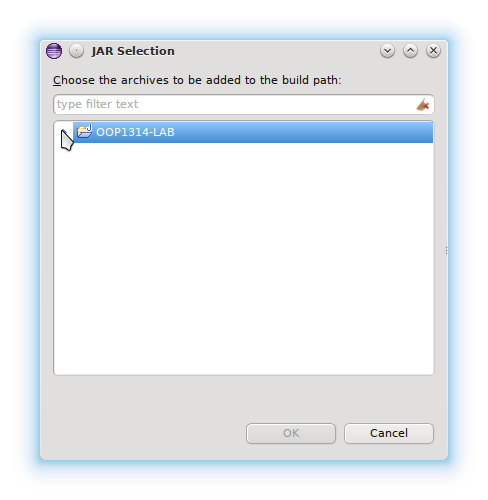 JAR Selection
Choose the archives to be added to the build path:
type filter text
OOP1314-LAB
OK
Cancel